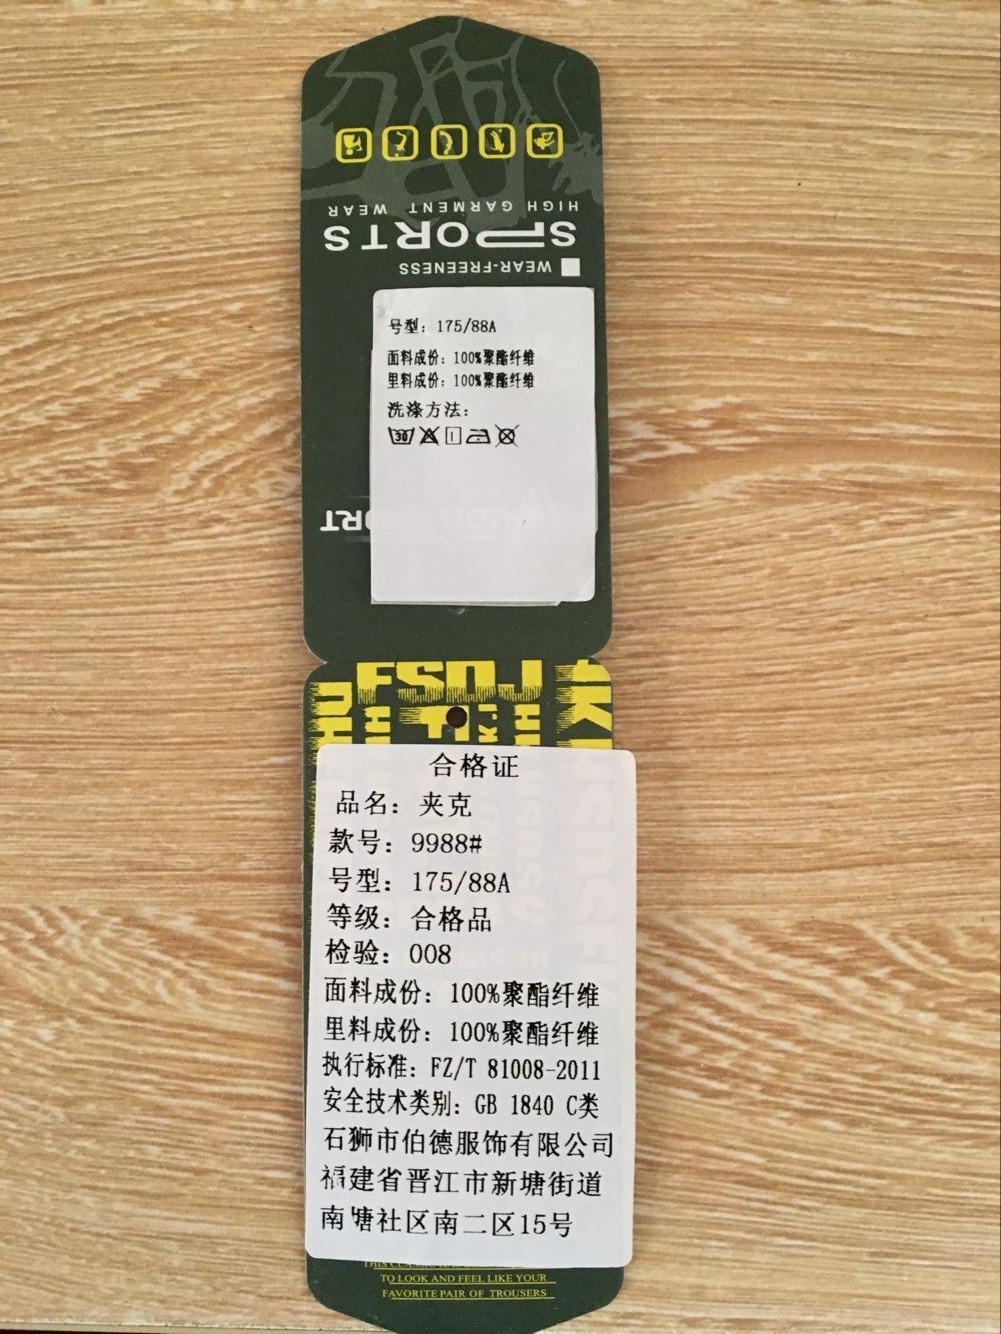 HIGH GARMENT WEAR
SPORTS
WEAR-FREENESS
号型：175/88A
面料成份：100%聚酯纤维
里料成份：100%聚酯纤维
洗涤方法：
30
RT
FSUJ
合格证
品名：夹克
款号：9988#
号型：175/88A
等级：合格品
检验：008
面料成份：100%聚酯纤维
里料成份：100%聚酯纤维
执行标准：FZ/T 81008-2011
安全技术类别：GB 1840 C类
石狮市伯德服饰有限公司
福建省晋江市新塘街道
南塘社区南二区15号
TO LOOK AND FEEL LIKE YOUR
FAVORITE PAIR OF TROUSERS